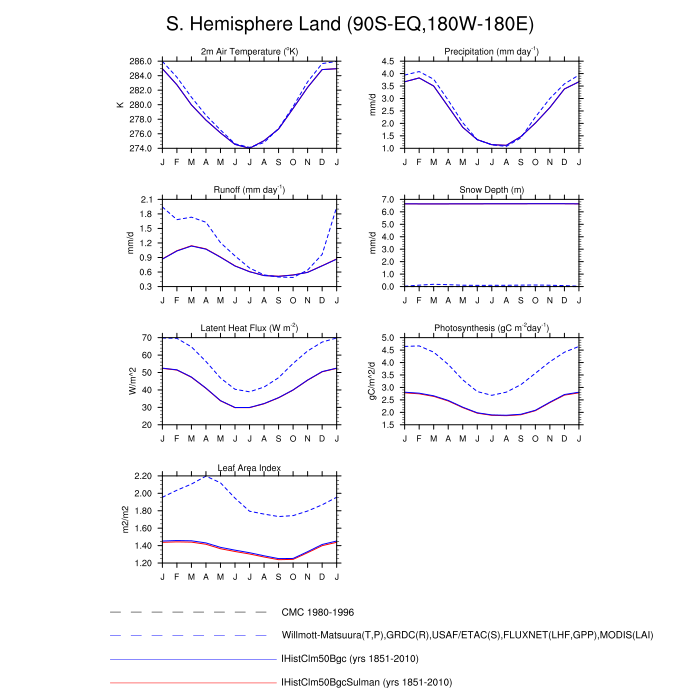 S. Hemisphere Land (90S-EQ,180W-180E)
2m Air Temperature (°K)
286.0
284.0
282.0
280.0
278.0
276.0
274.0
K
J F M A M J J A S O N D J
Precipitation (mm day⁻¹)
4.5
4.0
3.5
3.0
2.5
2.0
1.5
1.0
mm/d
J F M A M J J A S O N D J
Runoff (mm day⁻¹)
2.1
1.8
1.5
1.2
0.9
0.6
0.3
mm/d
J F M A M J J A S O N D J
Snow Depth (m)
7.0
6.0
5.0
4.0
3.0
2.0
1.0
0.0
mm/d
J F M A M J J A S O N D J
Latent Heat Flux (W m⁻²)
70
60
50
40
30
20
W/m^2
J F M A M J J A S O N D J
Photosynthesis (gC m⁻²day⁻¹)
5.0
4.5
4.0
3.5
3.0
2.5
2.0
1.5
gC/m^2/d
J F M A M J J A S O N D J
Leaf Area Index
2.20
2.00
1.80
1.60
1.40
1.20
m2/m2
J F M A M J J A S O N D J
CMC 1980-1996
Willmott-Matsuura(T,P),GRDC(R),USAF/ETAC(S),FLUXNET(LHF,GPP),MODIS(LAI)
IHistClm50Bgc (yrs 1851-2010)
IHistClm50BgcSulman (yrs 1851-2010)